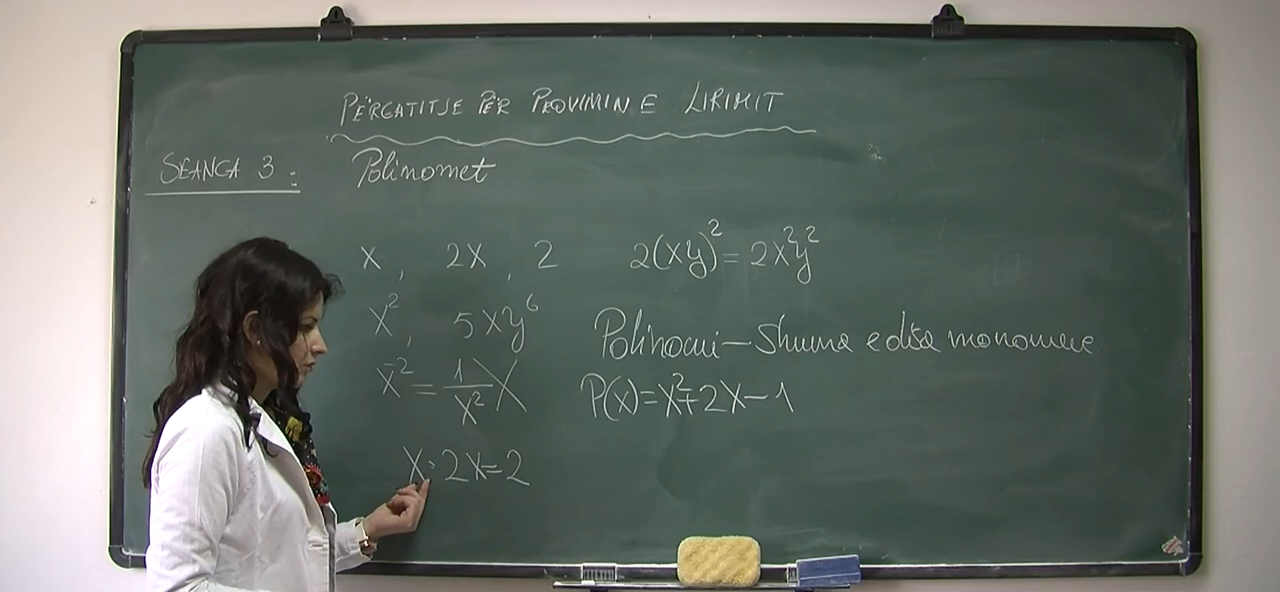 PËRGATITJE PËR PROVIMIN E LIRIMIT
SEANCA 3 :
Polinomet
x , 2x , 2
x², 5xy⁶
x⁻² = 1/x² X
x · 2x = 2
2(xy)² = 2x²y²
Polinomi – Shuma e disa monomeve
P(x) = x² + 2x – 1